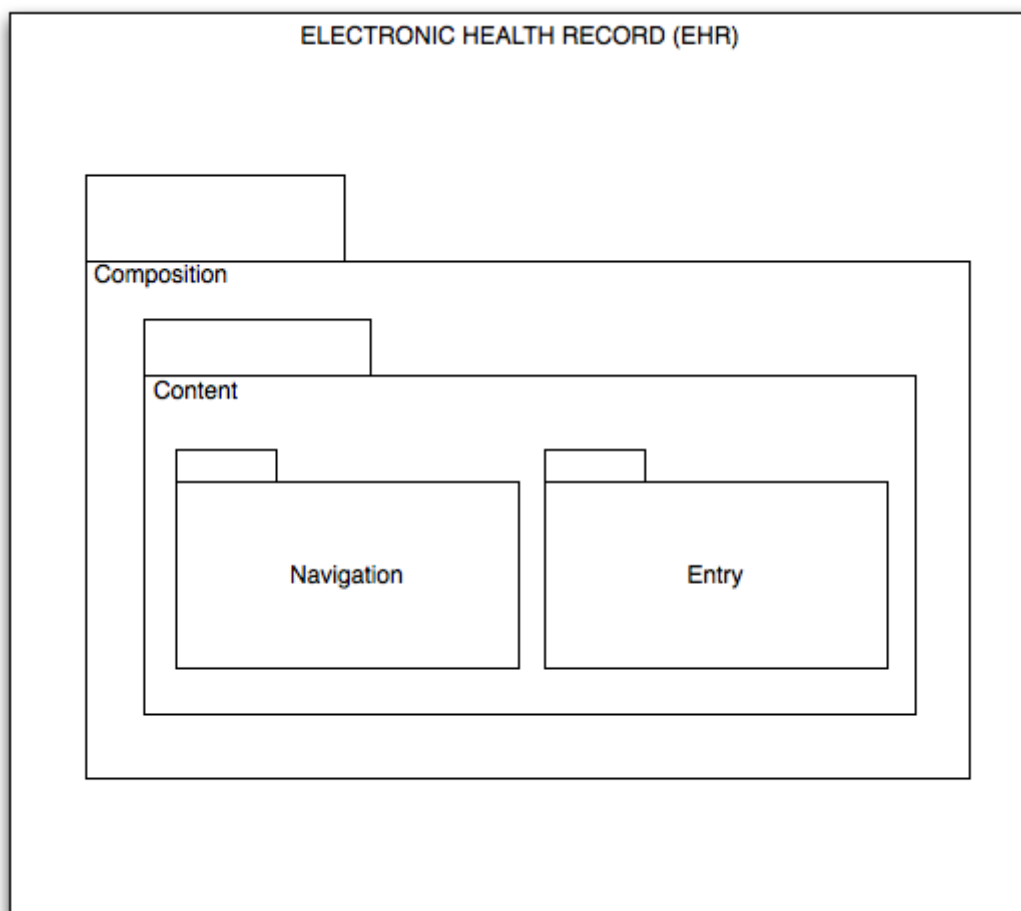 ELECTRONIC HEALTH RECORD (EHR)
Composition
Content
Navigation
Entry